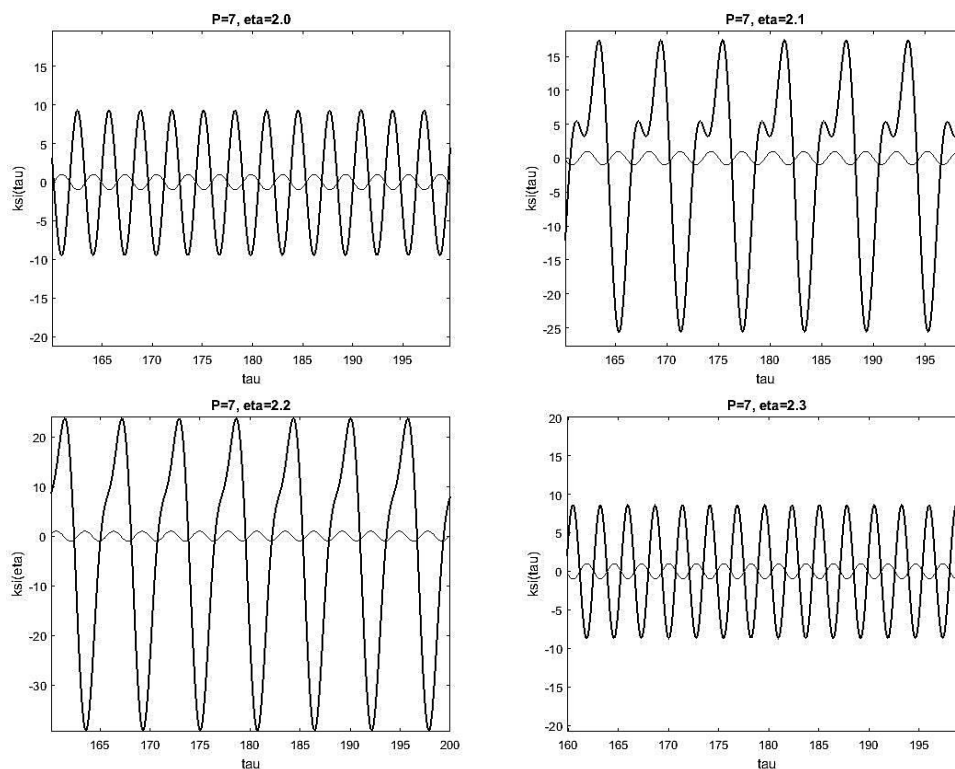 P=7, eta=2.0
15
10
5
0
-5
-10
-15
-20
ksi(tau)
165 170 175 180 185 190 195
tau
P=7, eta=2.1
15
10
5
0
-5
-10
-15
-20
-25
ksi(tau)
165 170 175 180 185 190 195
tau
P=7, eta=2.2
20
10
0
-10
-20
-30
ksi(eta)
165 170 175 180 185 190 195 200
tau
P=7, eta=2.3
20
15
10
5
0
-5
-10
-15
-20
ksi(tau)
160 165 170 175 180 185 190 195
tau